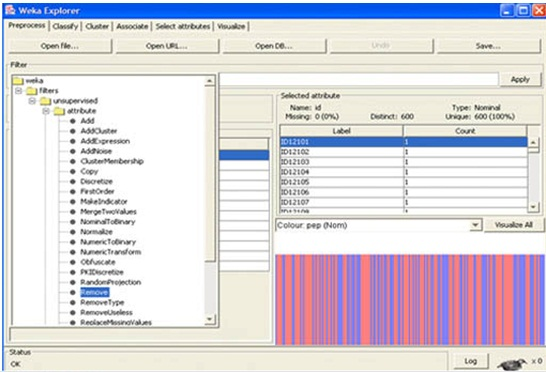 Weka Explorer
Preprocess Classify Cluster Associate Select attributes Visualize
Open file... Open URL... Open DB... Undo Save...
Filter
Apply
weka
filters
unsupervised
attribute
Add
AddCluster
AddExpression
AddNoise
ClusterMembership
Copy
Discretize
FirstOrder
MakeIndicator
MergeTwoValues
NominalToBinary
Normalize
NumericToBinary
NumericTransform
Obfuscate
PKIDiscretize
RandomProjection
Remove
RemoveType
RemoveUseless
ReplaceMissingValues
Selected attribute
Name: id Type: Nominal
Missing: 0 (0%) Distinct: 600 Unique: 600 (100%)
Label Count
ID12101 1
ID12102 1
ID12103 1
ID12104 1
ID12105 1
ID12106 1
ID12107 1
ID12108 1
Colour: pep (Nom) Visualize All
Status
OK
Log x 0